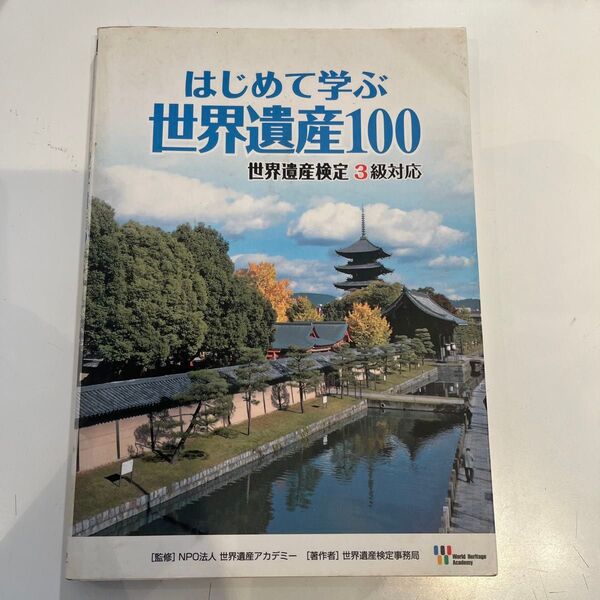 はじめて学ぶ
世界遺産100
世界遺産検定 3級対応
[監修] NPO法人 世界遺産アカデミー [著作者] 世界遺産検定事務局
World Heritage
Academy